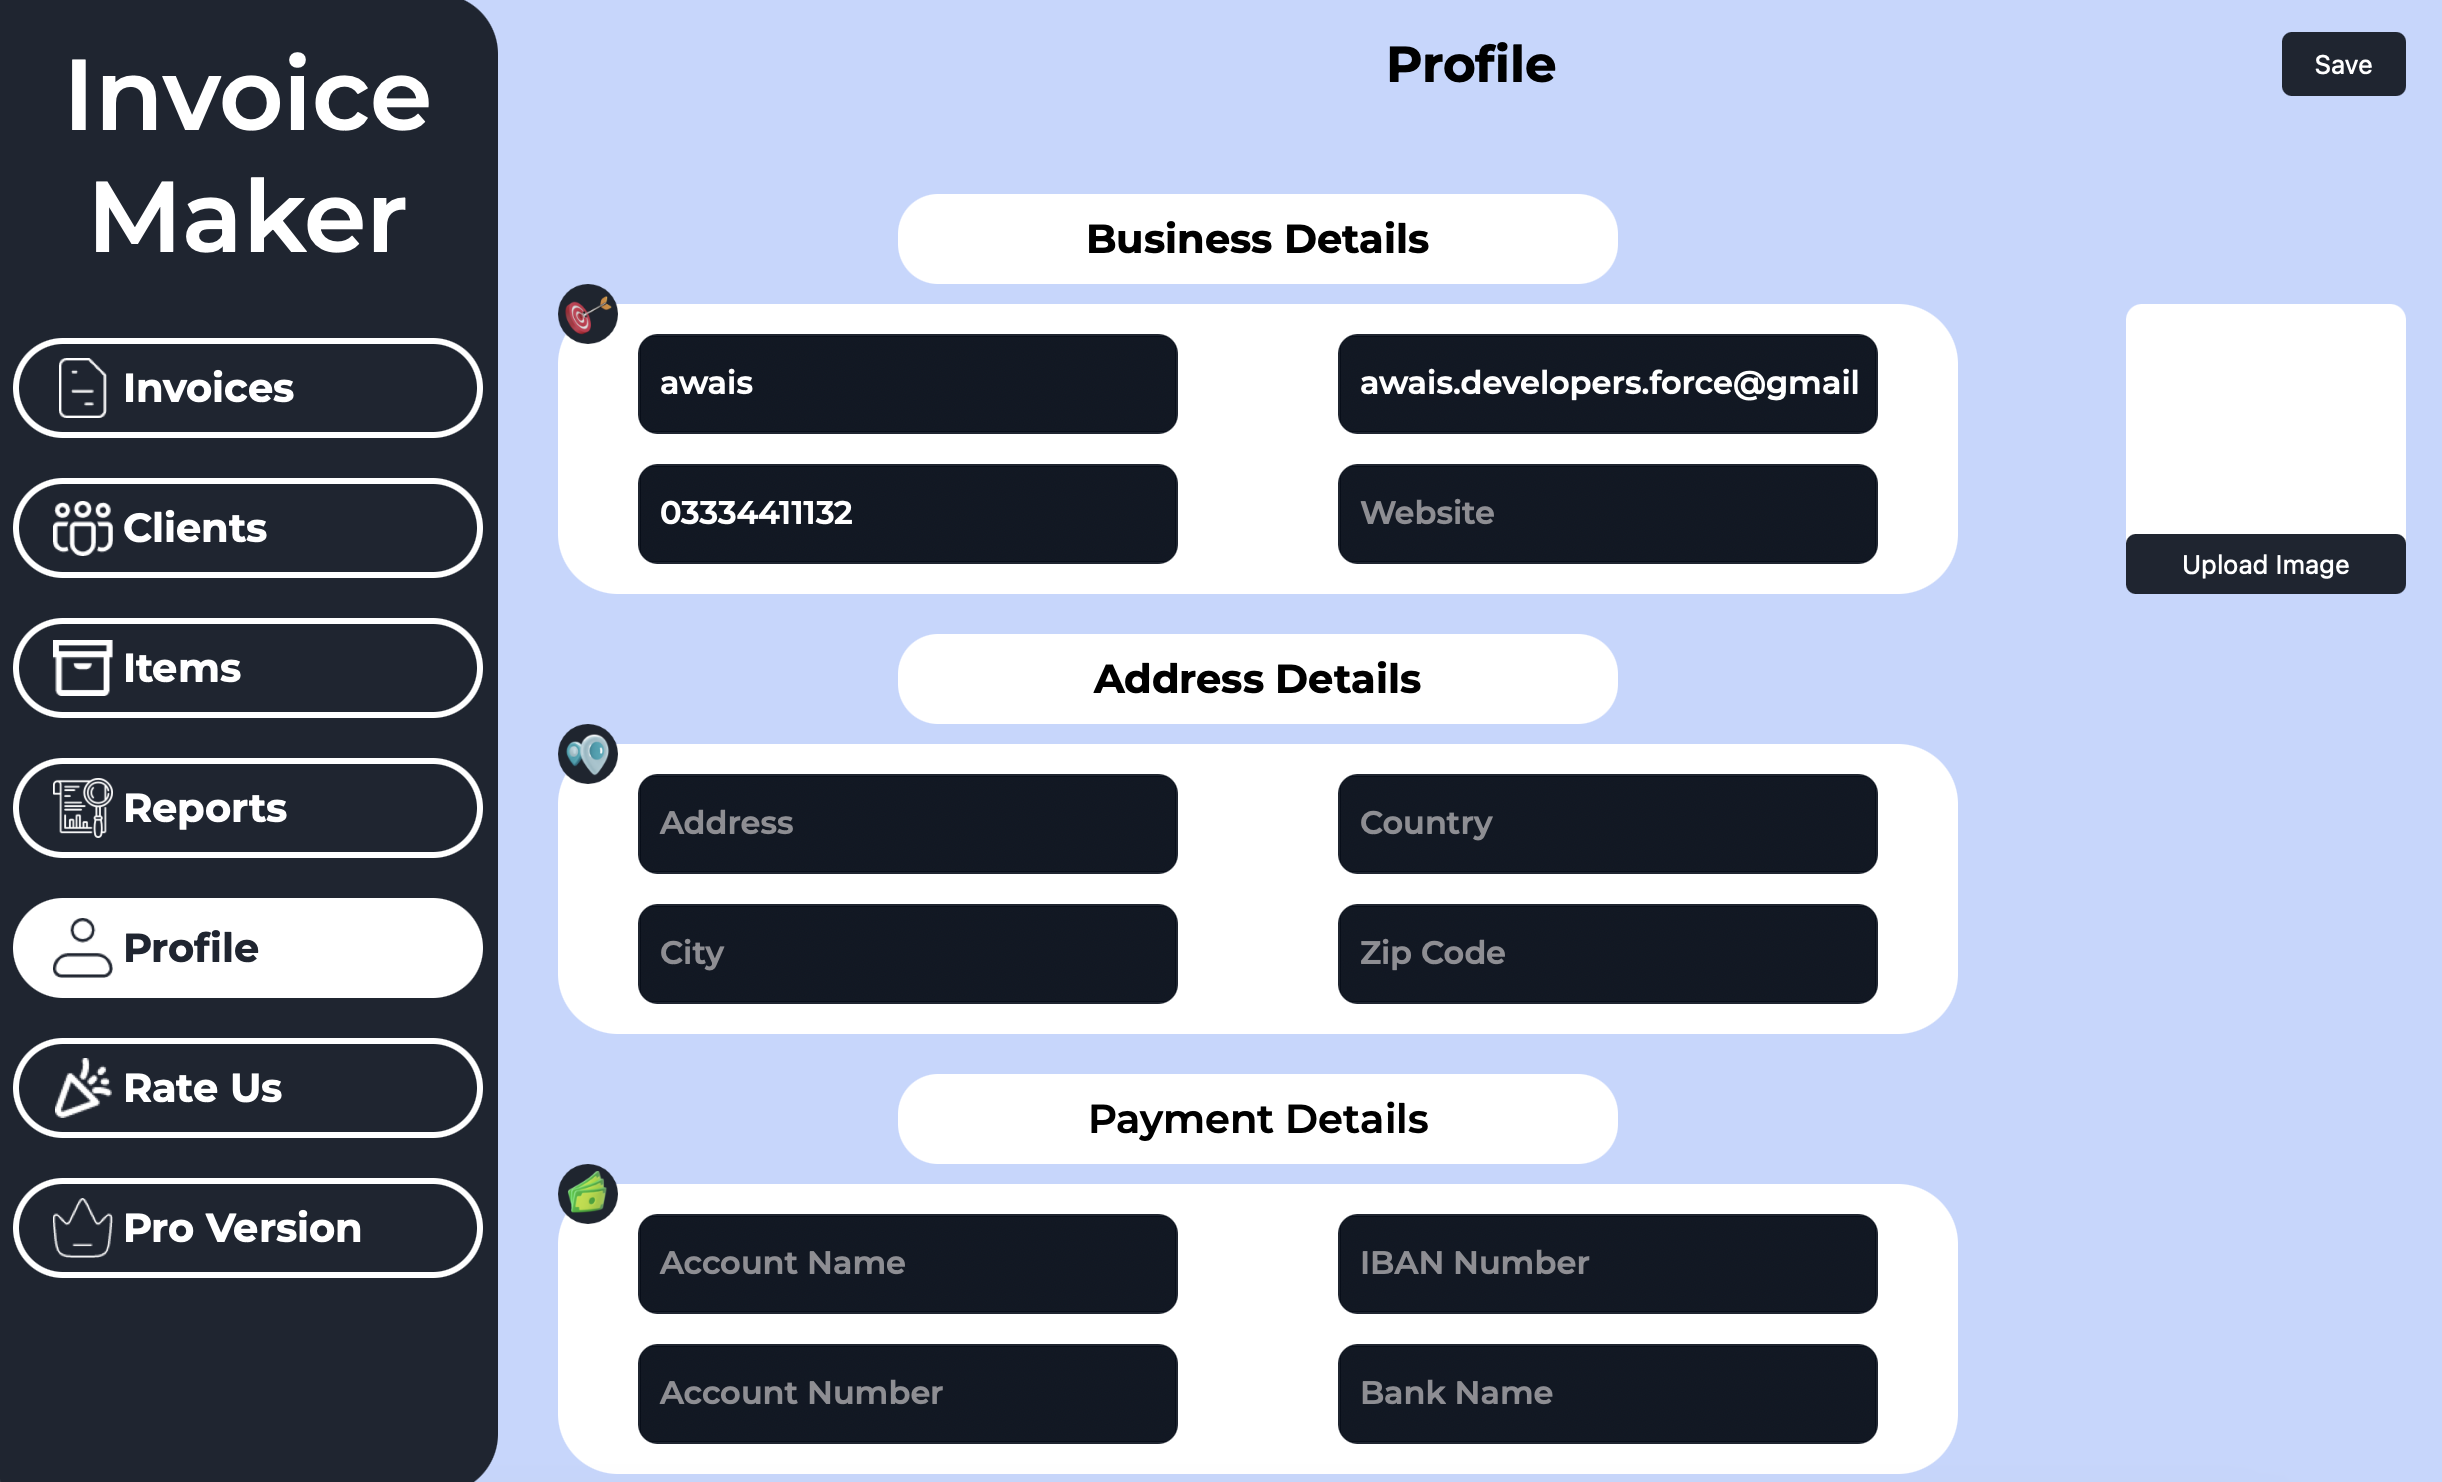 Invoice
Maker
Invoices
Clients
Items
Reports
Profile
Rate Us
Pro Version
Profile
Save
Business Details
awais
awais.developers.force@gmail
03334411132
Website
Upload Image
Address Details
Address
Country
City
Zip Code
Payment Details
Account Name
IBAN Number
Account Number
Bank Name